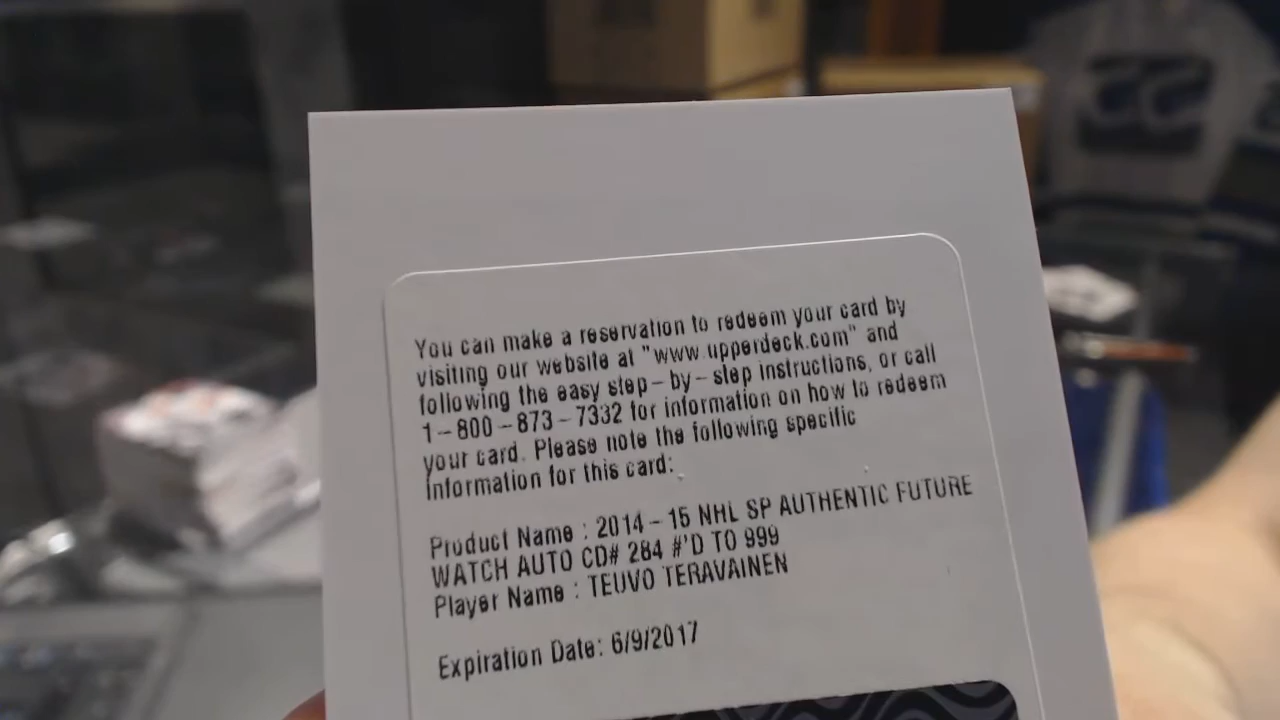 You can make a reservation to redeem your card by
visiting our website at "www.upperdeck.com" and
following the easy step-by-step instructions, or call
1-800-873-7332 for information on how to redeem
your card. Please note the following specific
information for this card:
Product Name : 2014-15 NHL SP AUTHENTIC FUTURE
WATCH AUTO CD# 284 #'D TO 999
Player Name : TEUVO TERAVAINEN
Expiration Date: 6/9/2017